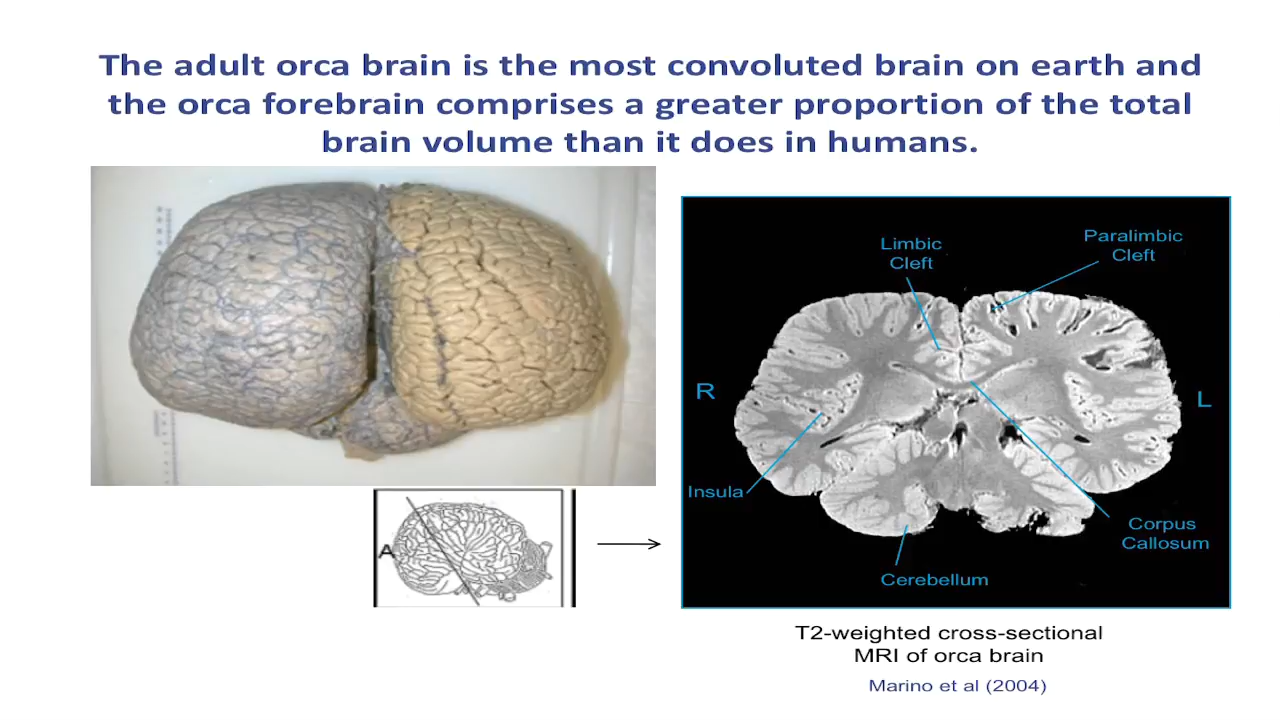 The adult orca brain is the most convoluted brain on earth and
the orca forebrain comprises a greater proportion of the total
brain volume than it does in humans.
Limbic
Cleft
Paralimbic
Cleft
R
L
Insula
Corpus
Callosum
Cerebellum
A
T2-weighted cross-sectional
MRI of orca brain
Marino et al (2004)